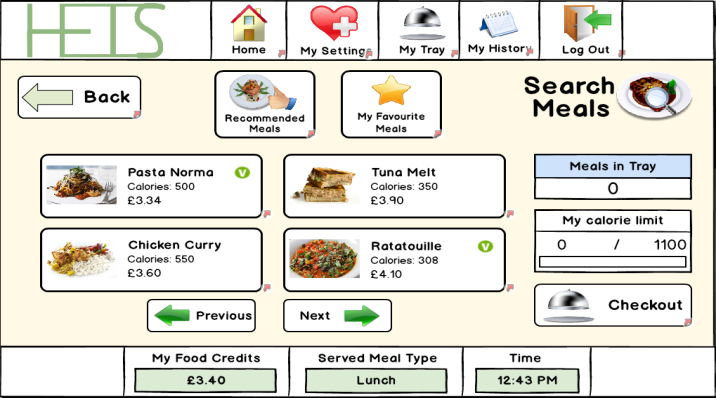 HEIS
Home
My Settings
My Tray
My History
Log Out
Back
Recommended
Meals
My Favourite
Meals
Search
Meals
Pasta Norma
V
Calories: 500
£3.34
Tuna Melt
Calories: 350
£3.90
Chicken Curry
Calories: 550
£3.60
Ratatouille
V
Calories: 308
£4.10
Meals in Tray
0
My calorie limit
0 / 1100
Previous
Next
Checkout
My Food Credits
£3.40
Served Meal Type
Lunch
Time
12:43 PM